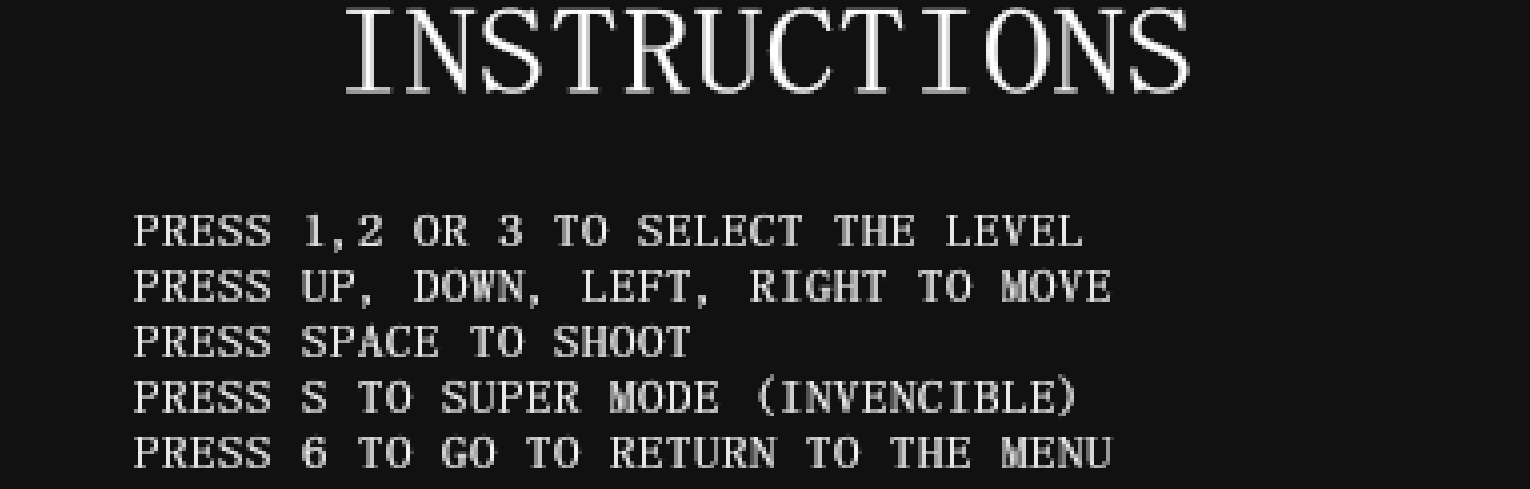 INSTRUCTIONS
PRESS 1,2 OR 3 TO SELECT THE LEVEL
PRESS UP, DOWN, LEFT, RIGHT TO MOVE
PRESS SPACE TO SHOOT
PRESS S TO SUPER MODE (INVENCIBLE)
PRESS 6 TO GO TO RETURN TO THE MENU